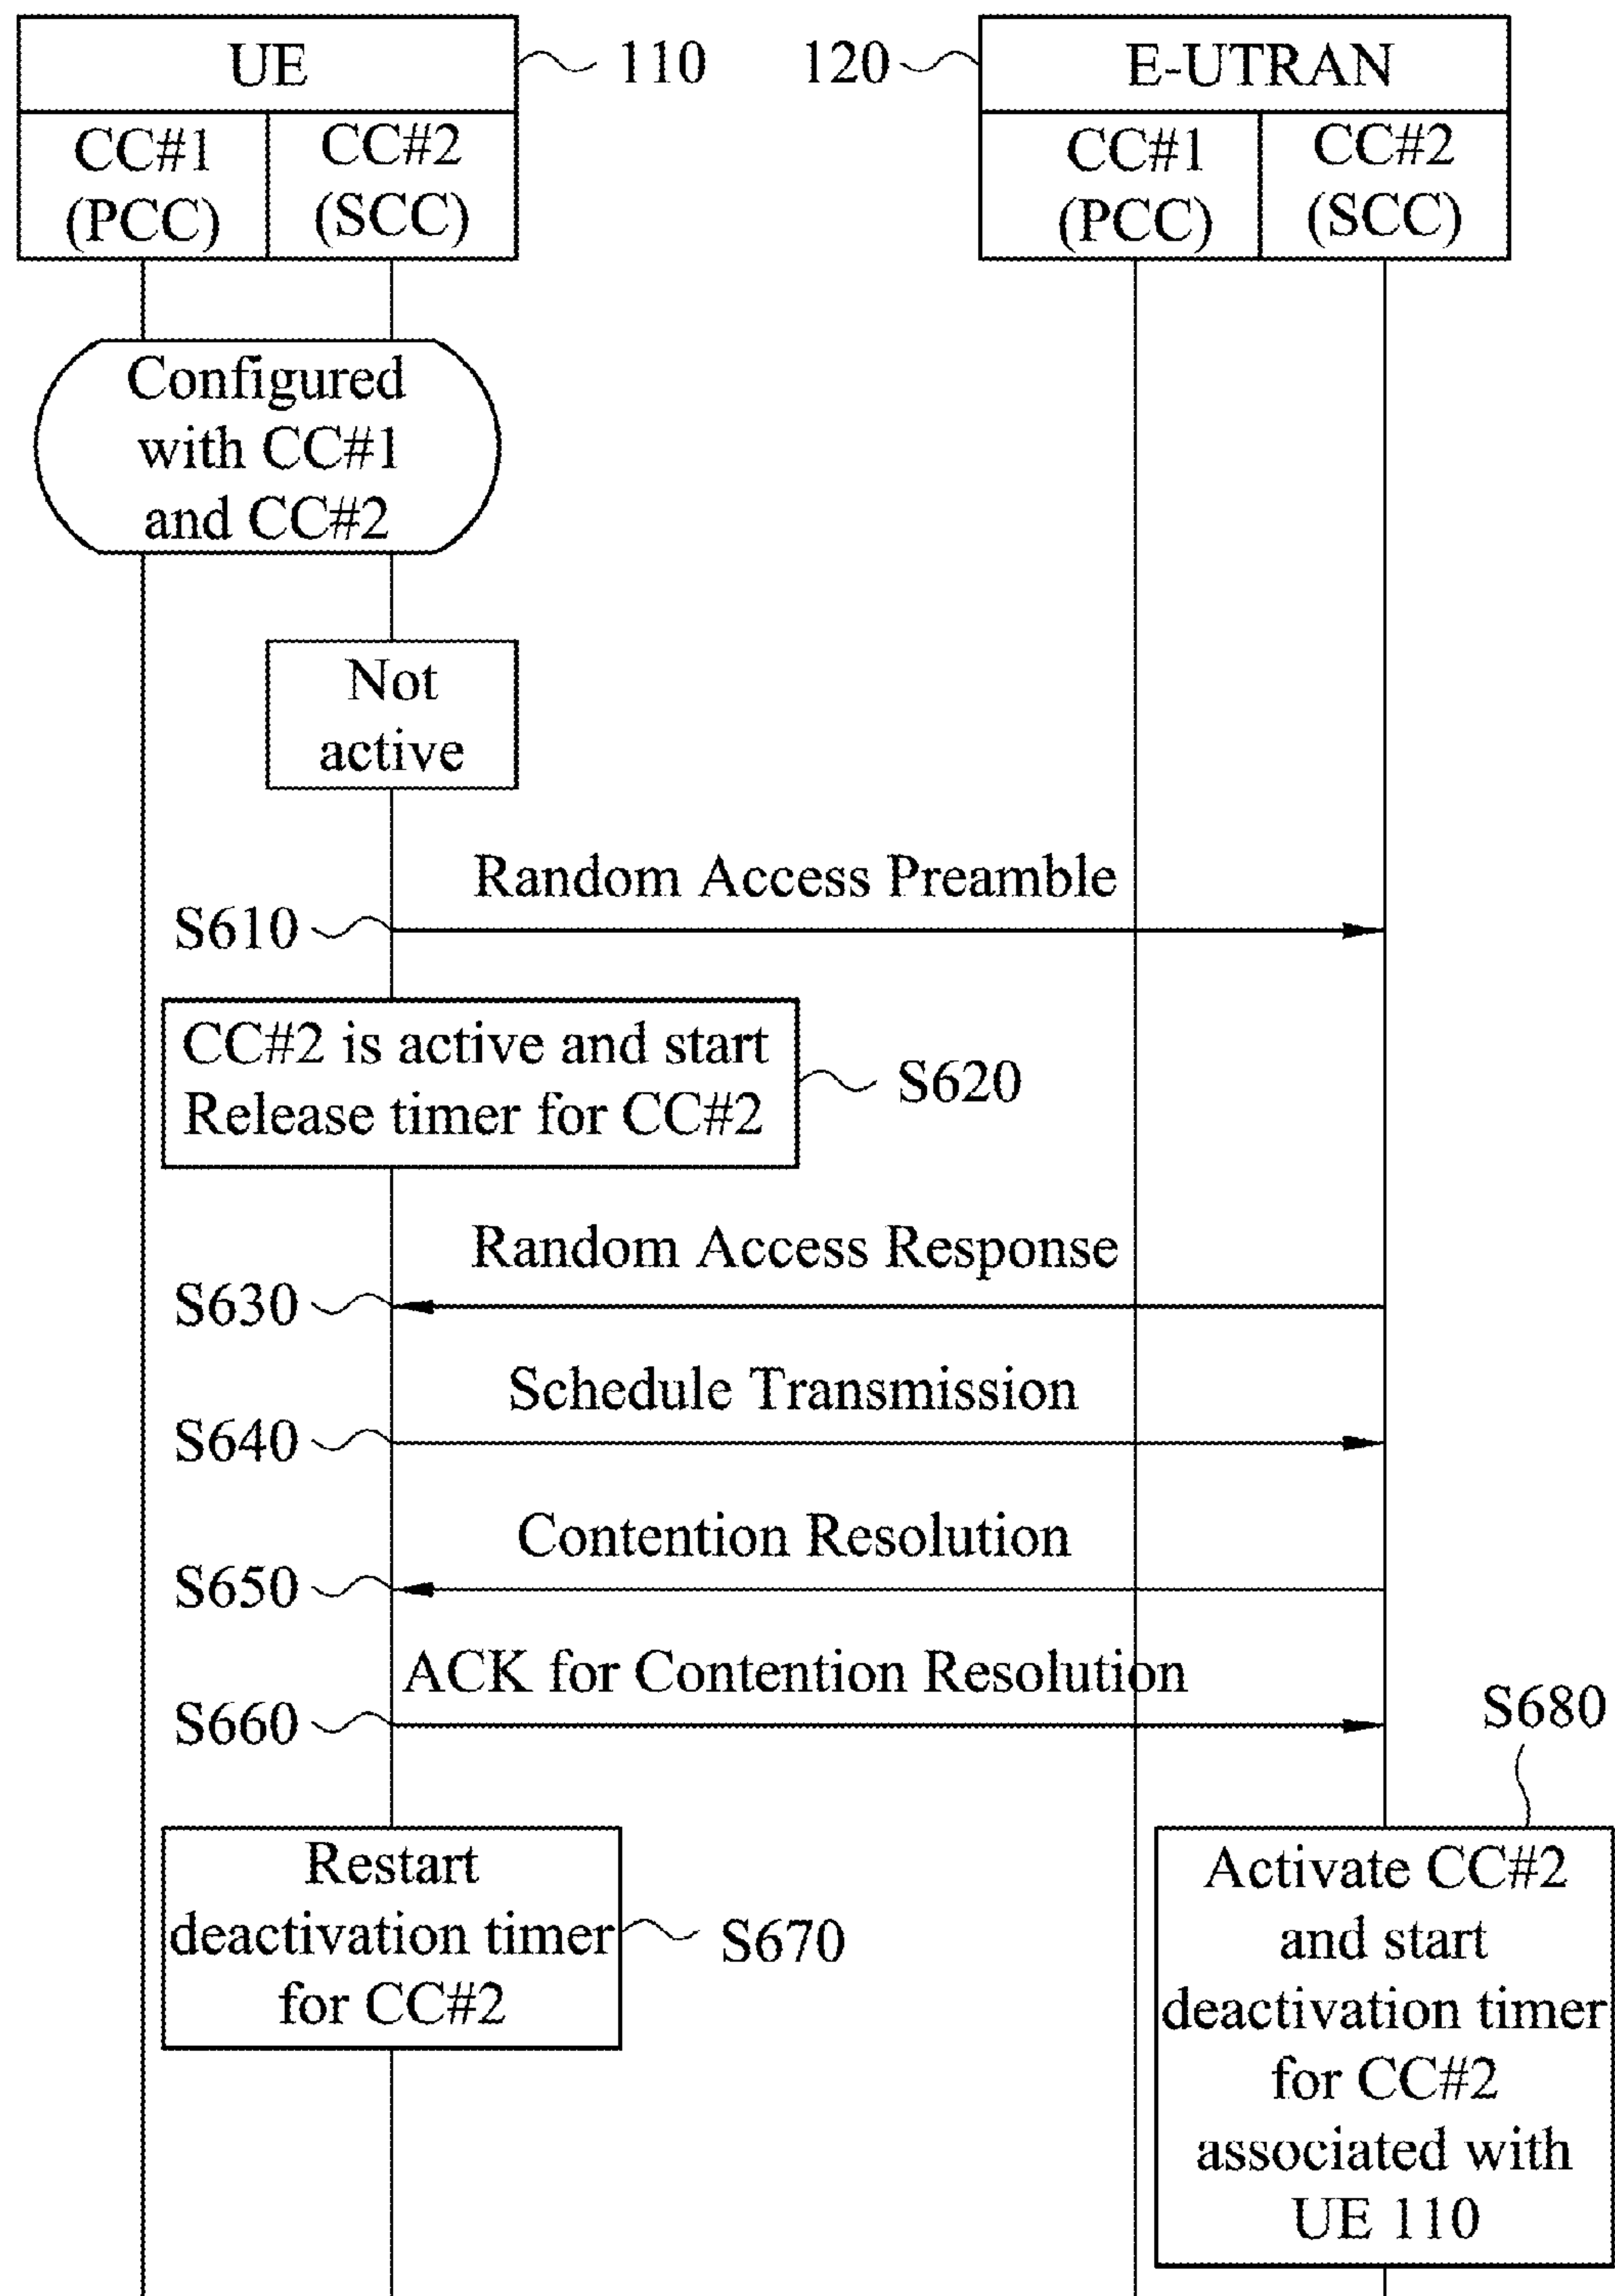 UE
110
120
E-UTRAN
CC#1
(PCC)
CC#2
(SCC)
CC#1
(PCC)
CC#2
(SCC)
Configured
with CC#1
and CC#2
Not
active
Random Access Preamble
S610
CC#2 is active and start
Release timer for CC#2
S620
Random Access Response
S630
Schedule Transmission
S640
Contention Resolution
S650
ACK for Contention Resolution
S660
S680
Restart
deactivation timer
for CC#2
S670
Activate CC#2
and start
deactivation timer
for CC#2
associated with
UE 110